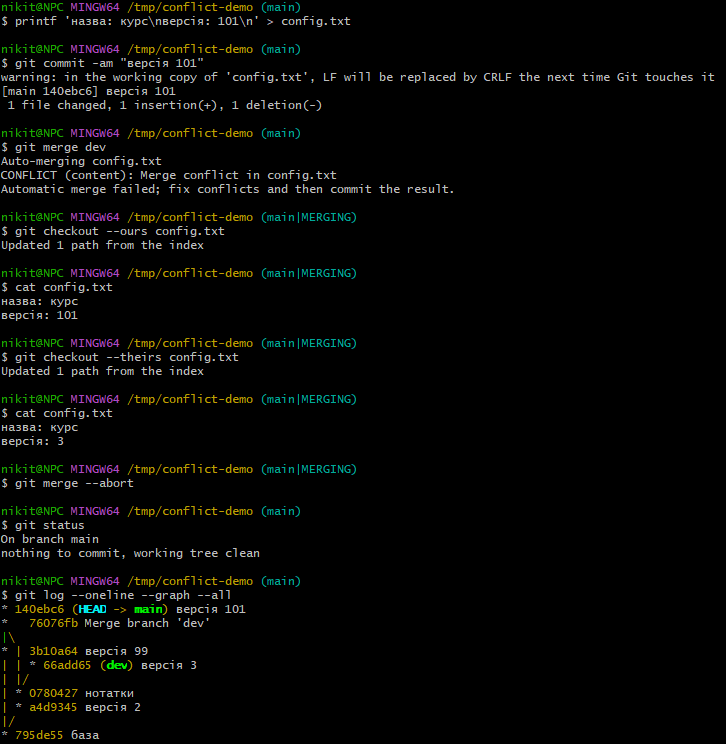 nikit@NPC MINGW64 /tmp/conflict-demo (main)
$ printf 'назва: курс\nверсія: 101\n' > config.txt
nikit@NPC MINGW64 /tmp/conflict-demo (main)
$ git commit -am "версія 101"
warning: in the working copy of 'config.txt', LF will be replaced by CRLF the next time Git touches it
[main 140ebc6] версія 101
 1 file changed, 1 insertion(+), 1 deletion(-)
nikit@NPC MINGW64 /tmp/conflict-demo (main)
$ git merge dev
Auto-merging config.txt
CONFLICT (content): Merge conflict in config.txt
Automatic merge failed; fix conflicts and then commit the result.
nikit@NPC MINGW64 /tmp/conflict-demo (main|MERGING)
$ git checkout --ours config.txt
Updated 1 path from the index
nikit@NPC MINGW64 /tmp/conflict-demo (main|MERGING)
$ cat config.txt
назва: курс
версія: 101
nikit@NPC MINGW64 /tmp/conflict-demo (main|MERGING)
$ git checkout --theirs config.txt
Updated 1 path from the index
nikit@NPC MINGW64 /tmp/conflict-demo (main|MERGING)
$ cat config.txt
назва: курс
версія: 3
nikit@NPC MINGW64 /tmp/conflict-demo (main|MERGING)
$ git merge --abort
nikit@NPC MINGW64 /tmp/conflict-demo (main)
$ git status
On branch main
nothing to commit, working tree clean
nikit@NPC MINGW64 /tmp/conflict-demo (main)
$ git log --oneline --graph --all
* 140ebc6 (HEAD -> main) версія 101
*   76076fb Merge branch 'dev'
|\
* | 3b10a64 версія 99
| | * 66add65 (dev) версія 3
| |/
| * 0780427 нотатки
| * a4d9345 версія 2
|/
* 795de55 база